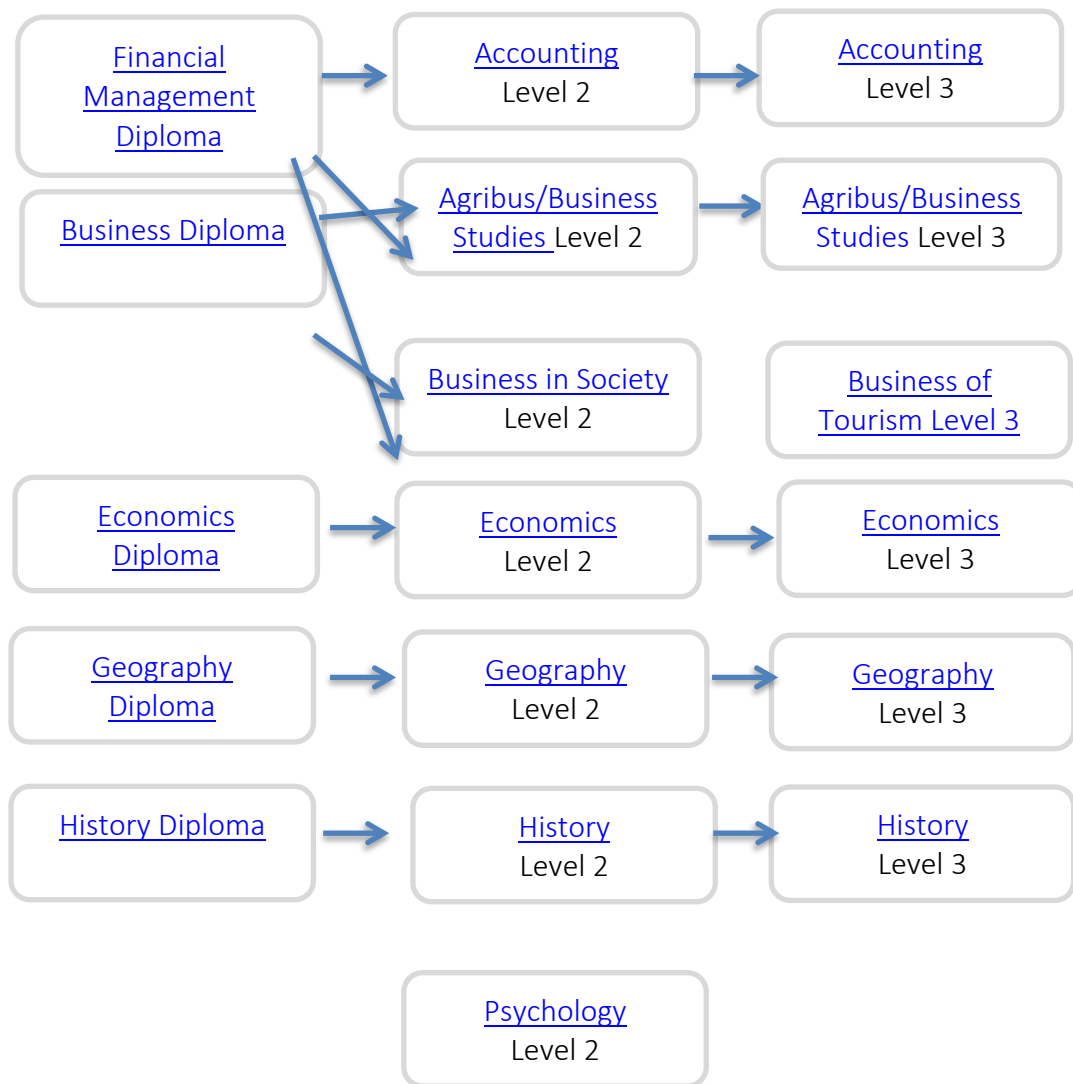 Financial
Management
Diploma
Accounting
Level 2
Accounting
Level 3
Business Diploma
Agribus/Business
Studies Level 2
Agribus/Business
Studies Level 3
Business in Society
Level 2
Business of
Tourism Level 3
Economics
Diploma
Economics
Level 2
Economics
Level 3
Geography
Diploma
Geography
Level 2
Geography
Level 3
History Diploma
History
Level 2
History
Level 3
Psychology
Level 2